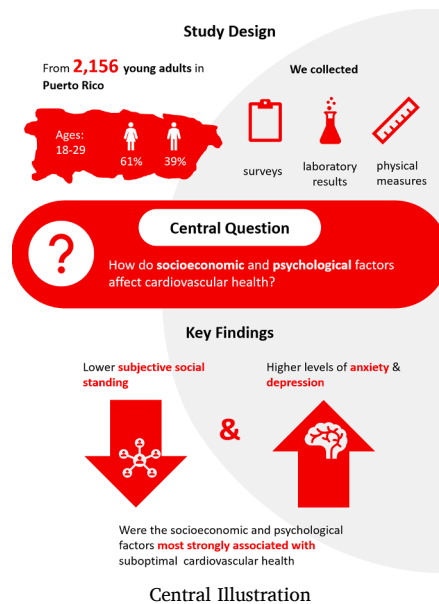 Study Design
From 2,156 young adults in
Puerto Rico
Ages:
18-29
61%
39%
We collected
surveys
laboratory
results
physical
measures
Central Question
?
How do socioeconomic and psychological factors
affect cardiovascular health?
Key Findings
Lower subjective social
standing
&
Higher levels of anxiety &
depression
Were the socioeconomic and psychological
factors most strongly associated with
suboptimal cardiovascular health
Central Illustration